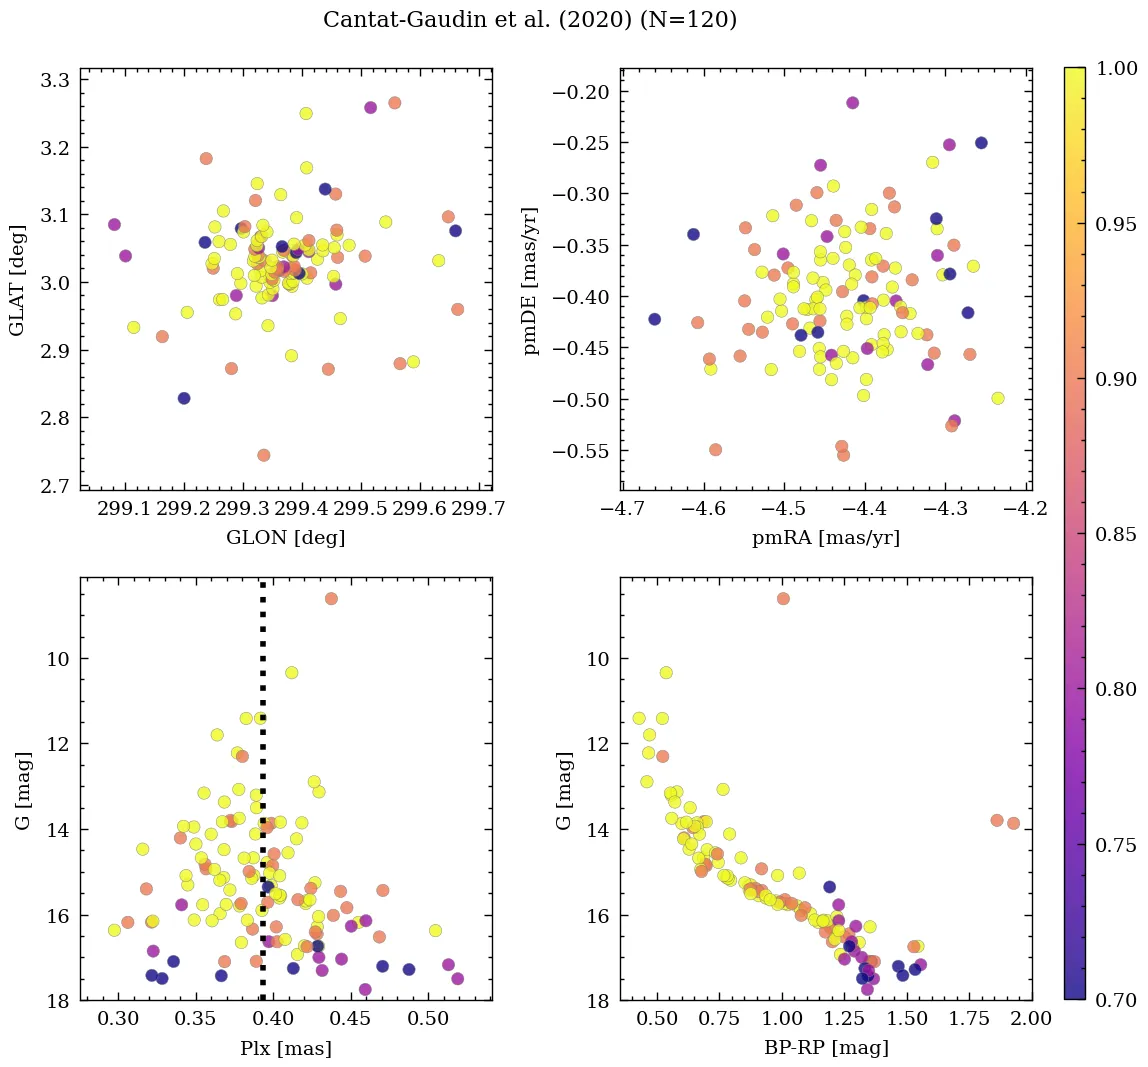 Cantat-Gaudin et al. (2020) (N=120)
3.3
3.2
3.1
3.0
2.9
2.8
2.7
GLAT [deg]
299.1 299.2 299.3 299.4 299.5 299.6 299.7
GLON [deg]
−0.20
−0.25
−0.30
−0.35
−0.40
−0.45
−0.50
−0.55
pmDE [mas/yr]
−4.7 −4.6 −4.5 −4.4 −4.3 −4.2
pmRA [mas/yr]
10
12
14
16
18
G [mag]
0.30 0.35 0.40 0.45 0.50
Plx [mas]
10
12
14
16
18
G [mag]
0.50 0.75 1.00 1.25 1.50 1.75 2.00
BP-RP [mag]
1.00
0.95
0.90
0.85
0.80
0.75
0.70